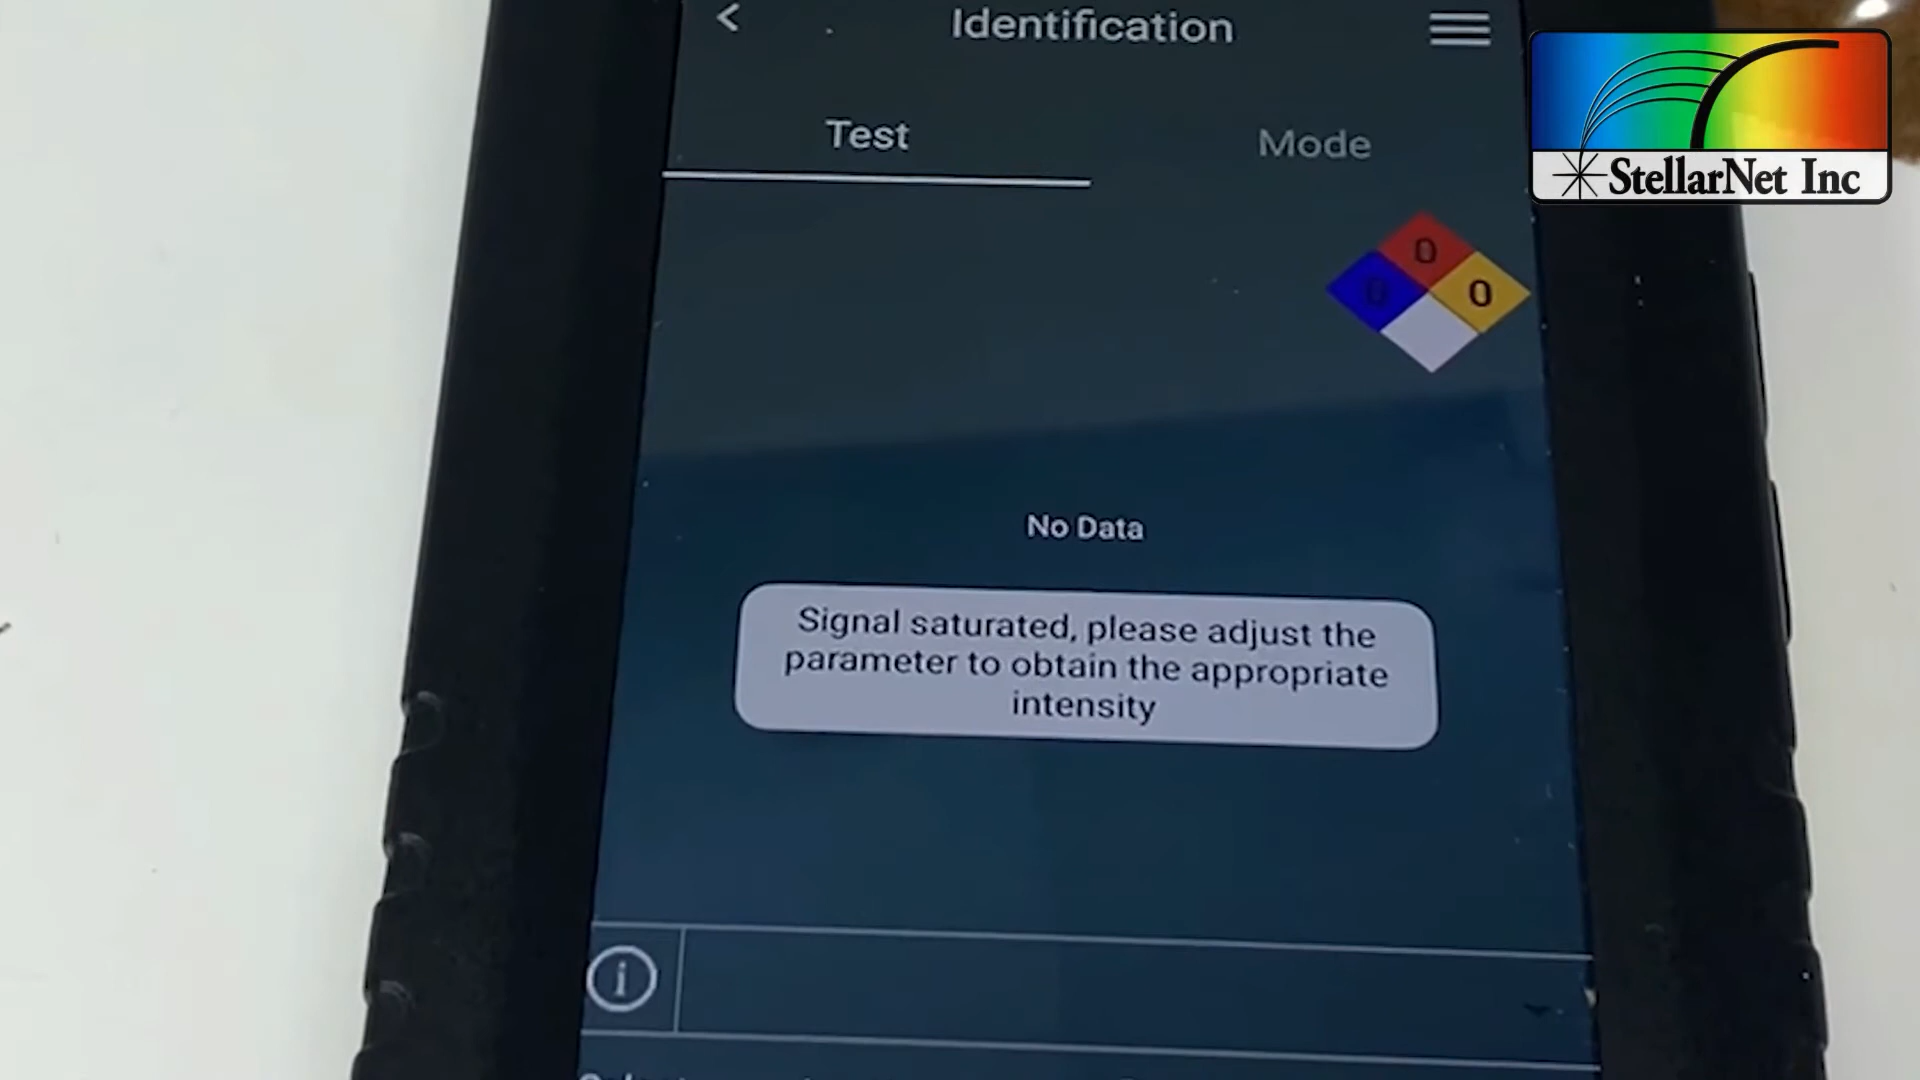 Identification
Test
Mode
StellarNet Inc
0
0
0
No Data
Signal saturated, please adjust the
parameter to obtain the appropriate
intensity
i